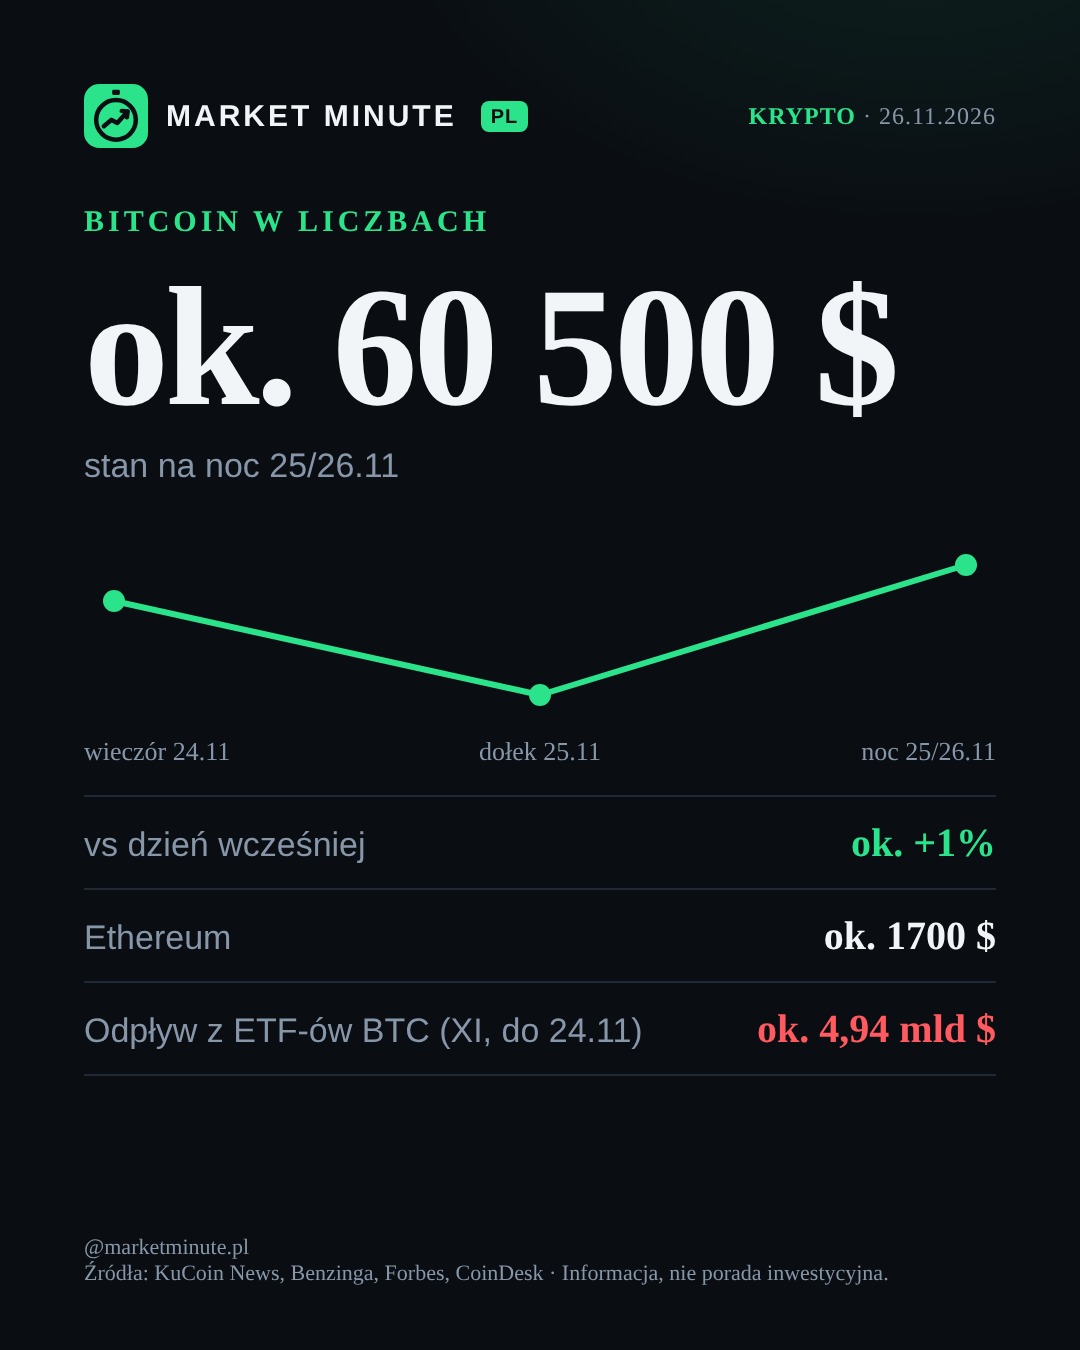 MARKET MINUTE PL
KRYPTO · 26.11.2026
BITCOIN W LICZBACH
ok. 60 500 $
stan na noc 25/26.11
wieczór 24.11
dołek 25.11
noc 25/26.11
vs dzień wcześniej
ok. +1%
Ethereum
ok. 1700 $
Odpływ z ETF-ów BTC (XI, do 24.11)
ok. 4,94 mld $
@marketminute.pl
Źródła: KuCoin News, Benzinga, Forbes, CoinDesk · Informacja, nie porada inwestycyjna.